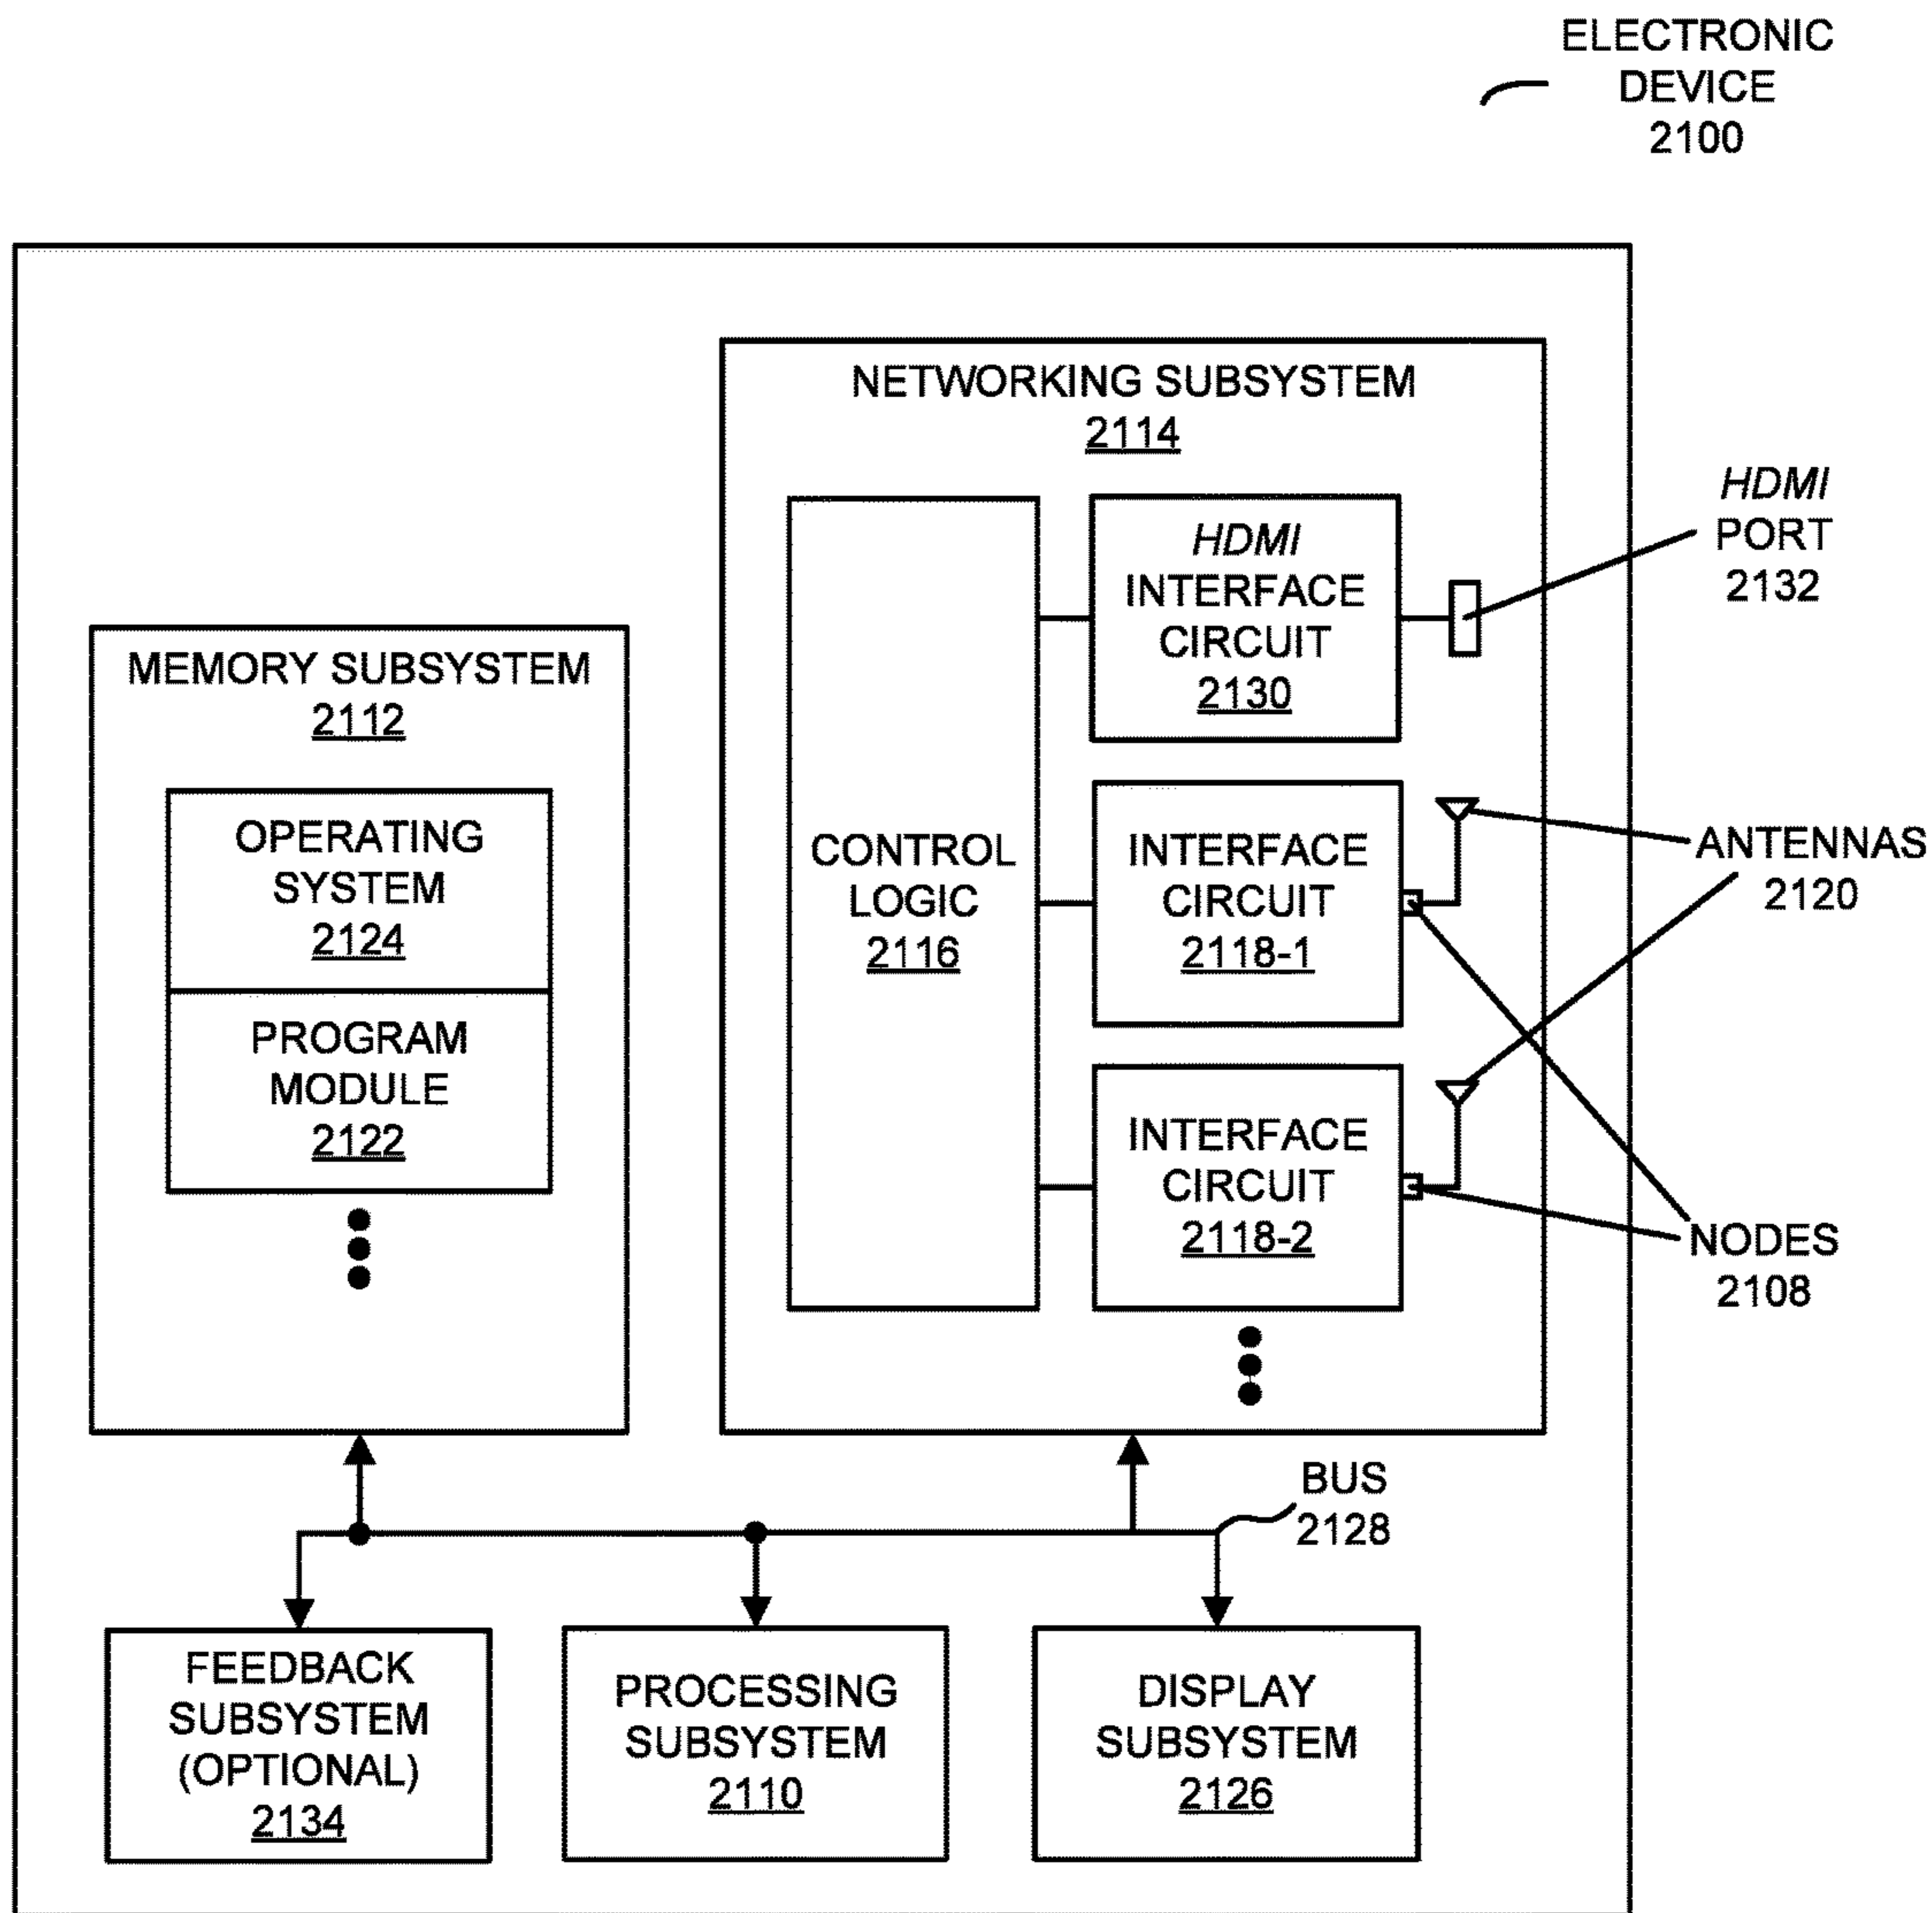 ELECTRONIC
DEVICE
2100
NETWORKING SUBSYSTEM
2114
HDMI
INTERFACE
CIRCUIT
2130
HDMI
PORT
2132
MEMORY SUBSYSTEM
2112
OPERATING
SYSTEM
2124
PROGRAM
MODULE
2122
CONTROL
LOGIC
2116
INTERFACE
CIRCUIT
2118-1
ANTENNAS
2120
INTERFACE
CIRCUIT
2118-2
NODES
2108
BUS
2128
FEEDBACK
SUBSYSTEM
(OPTIONAL)
2134
PROCESSING
SUBSYSTEM
2110
DISPLAY
SUBSYSTEM
2126